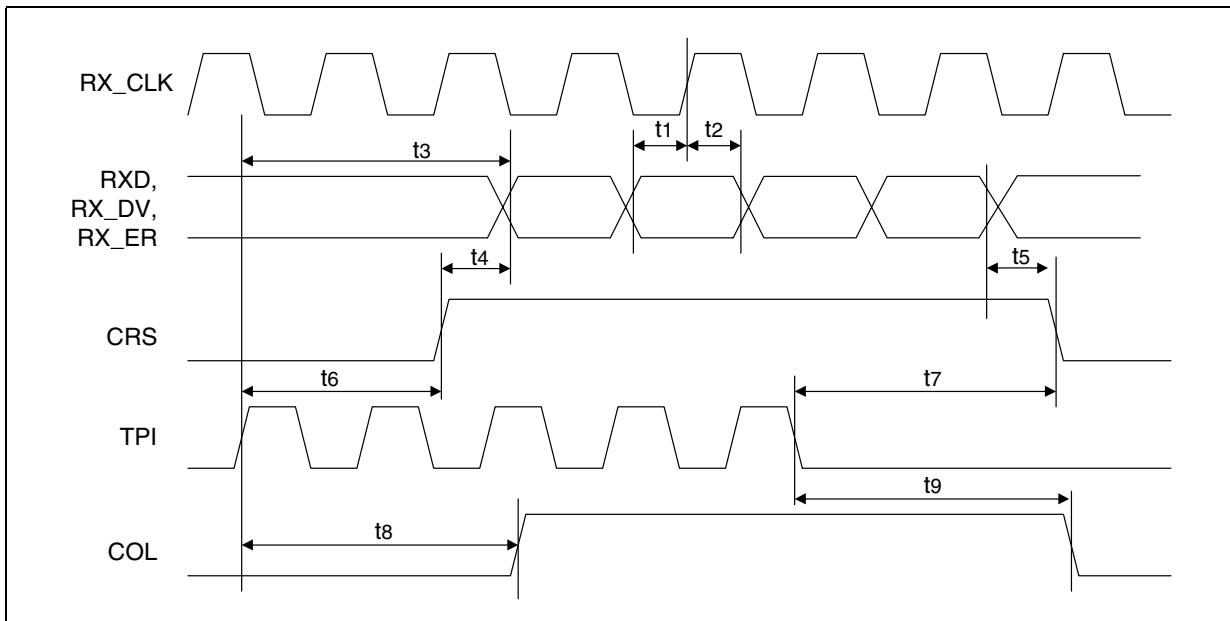 RX_CLK
t1 t2
t3
RXD,
RX_DV,
RX_ER
t4 t5
CRS
t6 t7
TPI
t9
t8
COL